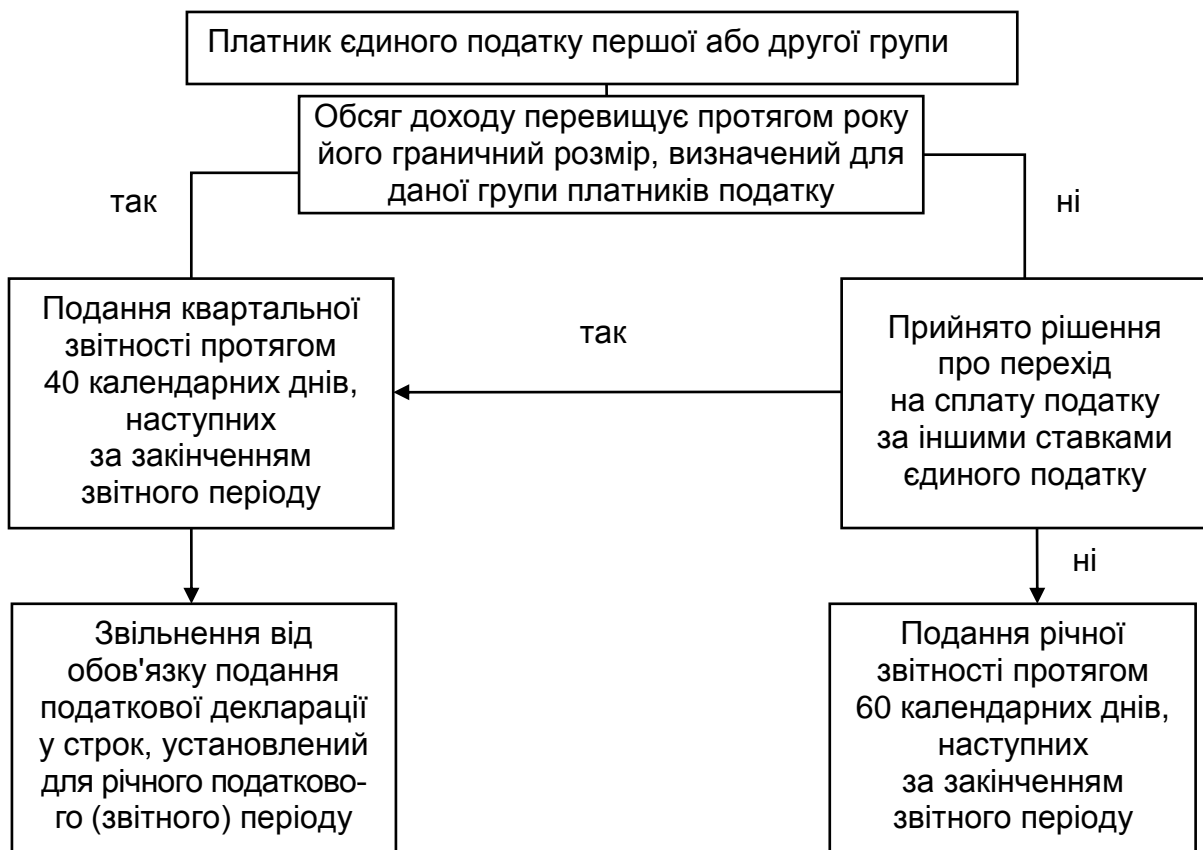 Платник єдиного податку першої або другої групи
Обсяг доходу перевищує протягом року
його граничний розмір, визначений для
даної групи платників податку
так
ні
Подання квартальної
звітності протягом
40 календарних днів,
наступних
за закінченням
звітного періоду
так
Прийнято рішення
про перехід
на сплату податку
за іншими ставками
єдиного податку
ні
Звільнення від
обов'язку подання
податкової декларації
у строк, установлений
для річного податково-
го (звітного) періоду
Подання річної
звітності протягом
60 календарних днів,
наступних
за закінченням
звітного періоду